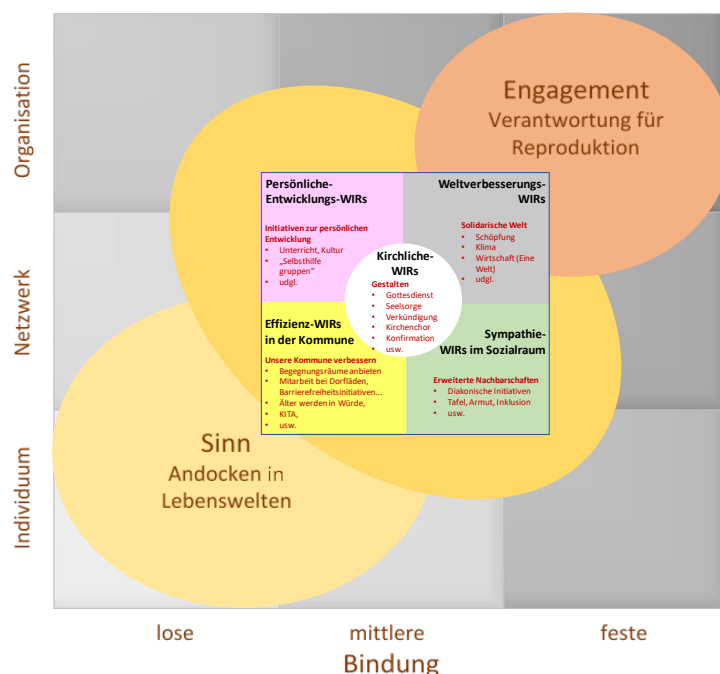 Organisation
Netzwerk
Individuum
Engagement
Verantwortung für
Reproduktion
Persönliche-
Entwicklungs-WIRs
Initiativen zur persönlichen
Entwicklung
• Unterricht, Kultur
• „Selbsthilfe
gruppen“
• udgl.
Weltverbesserungs-
WIRs
Solidarische Welt
• Schöpfung
• Klima
• Wirtschaft (Eine
Welt)
• udgl.
Kirchliche-
WIRs
Gestalten
• Gottesdienst
• Seelsorge
• Verkündigung
• Kirchenchor
• Konfirmation
• usw.
Effizienz-WIRs
in der Kommune
Unsere Kommune verbessern
• Begegnungsräume anbieten
• Mitarbeit bei Dorfläden,
Barrierefreiheitsinitiativen...
• Älter werden in Würde,
• KITA,
• usw.
Sympathie-
WIRs im Sozialraum
Erweiterte Nachbarschaften
• Diakonische Initiativen
• Tafel, Armut, Inklusion
• usw.
Sinn
Andocken in
Lebenswelten
lose
mittlere
feste
Bindung